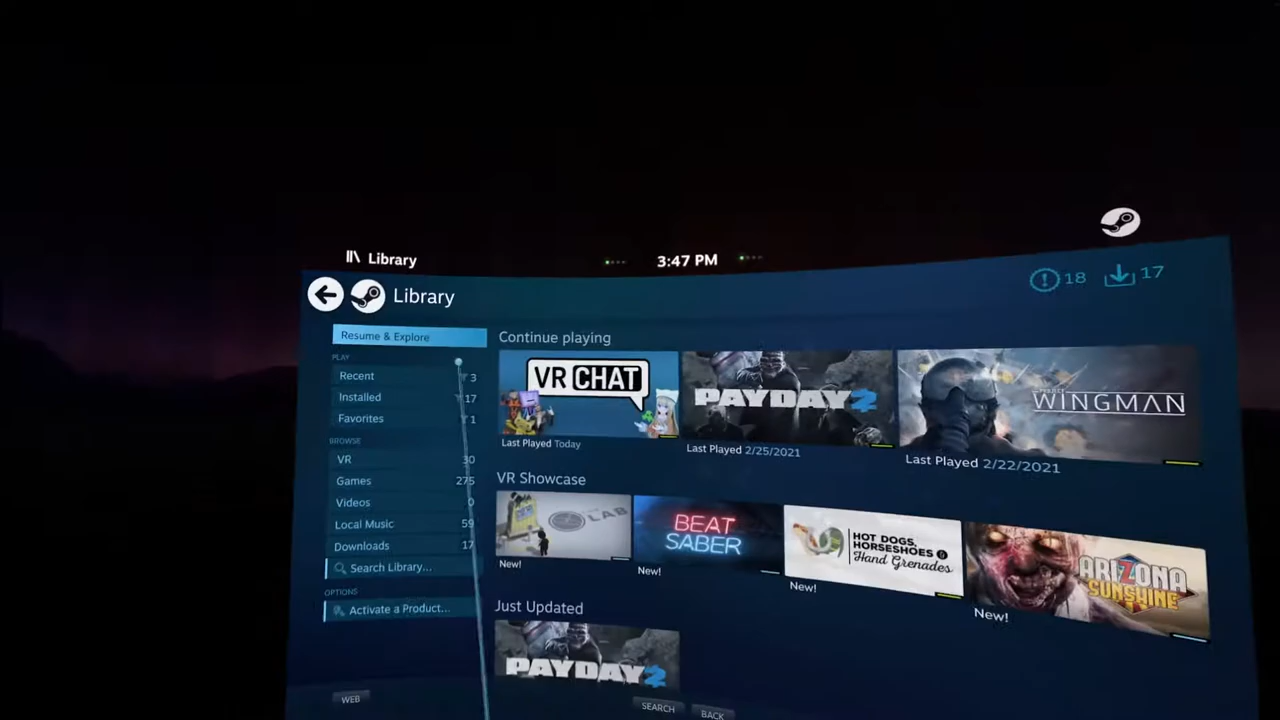 Library
3:47 PM
Library
18
17
Resume & Explore
PLAY
Recent 3
Installed 17
Favorites 1
BROWSE
VR 30
Games 275
Videos 0
Local Music 59
Downloads 17
Search Library...
OPTIONS
Activate a Product...
Continue playing
VRCHAT
Last Played Today
PAYDAY 2
Last Played 2/25/2021
PROJECT
WINGMAN
Last Played 2/22/2021
VR Showcase
LAB
New!
BEAT
SABER
New!
HOT DOGS,
HORSESHOES &
Hand Grenades
New!
ARIZONA
SUNSHINE
New!
Just Updated
PAYDAY 2
WEB
SEARCH
BACK